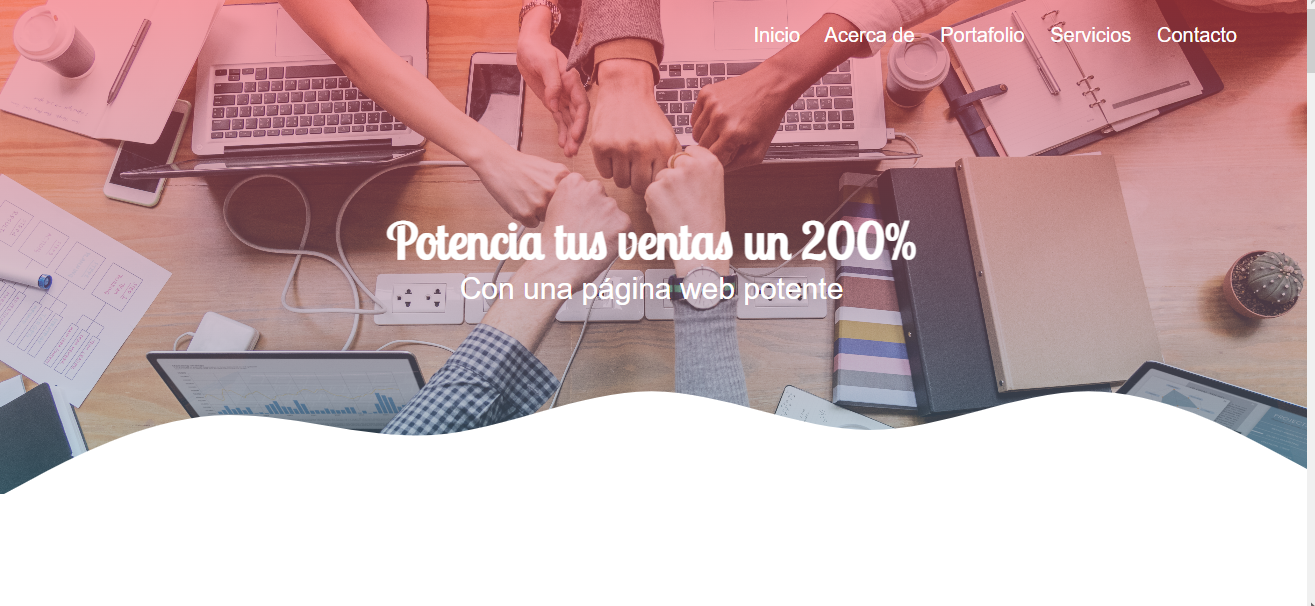 Inicio Acerca de Portafolio Servicios Contacto
Potencia tus ventas un 200%
Con una página web potente